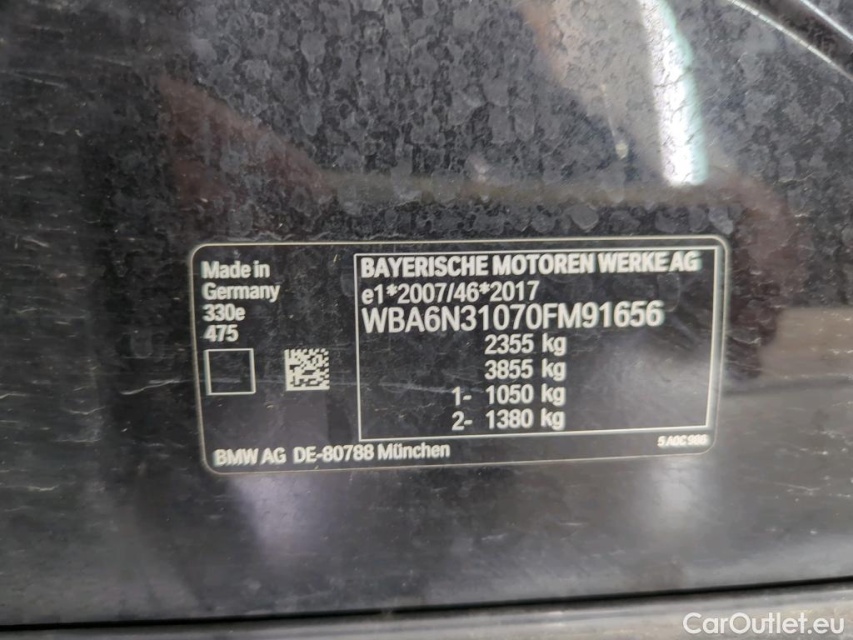 Made in
Germany
330e
475
BAYERISCHE MOTOREN WERKE AG
e1*2007/46*2017
WBA6N31070FM91656
2355 kg
3855 kg
1- 1050 kg
2- 1380 kg
BMW AG DE-80788 München
CarOutlet.eu